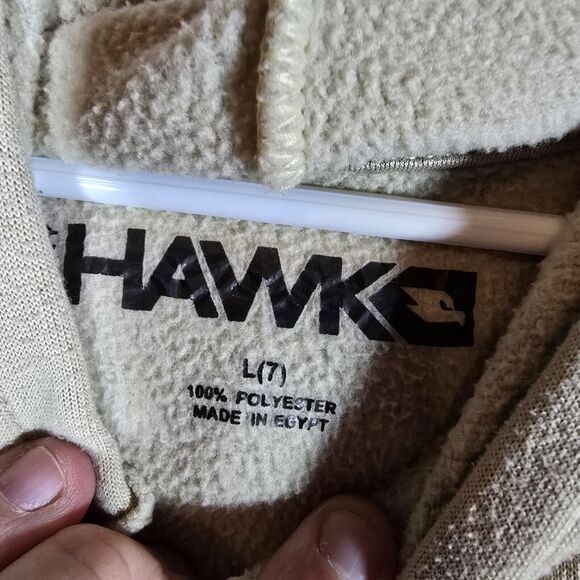 HAWK
L(7)
100% POLYESTER
MADE IN EGYPT